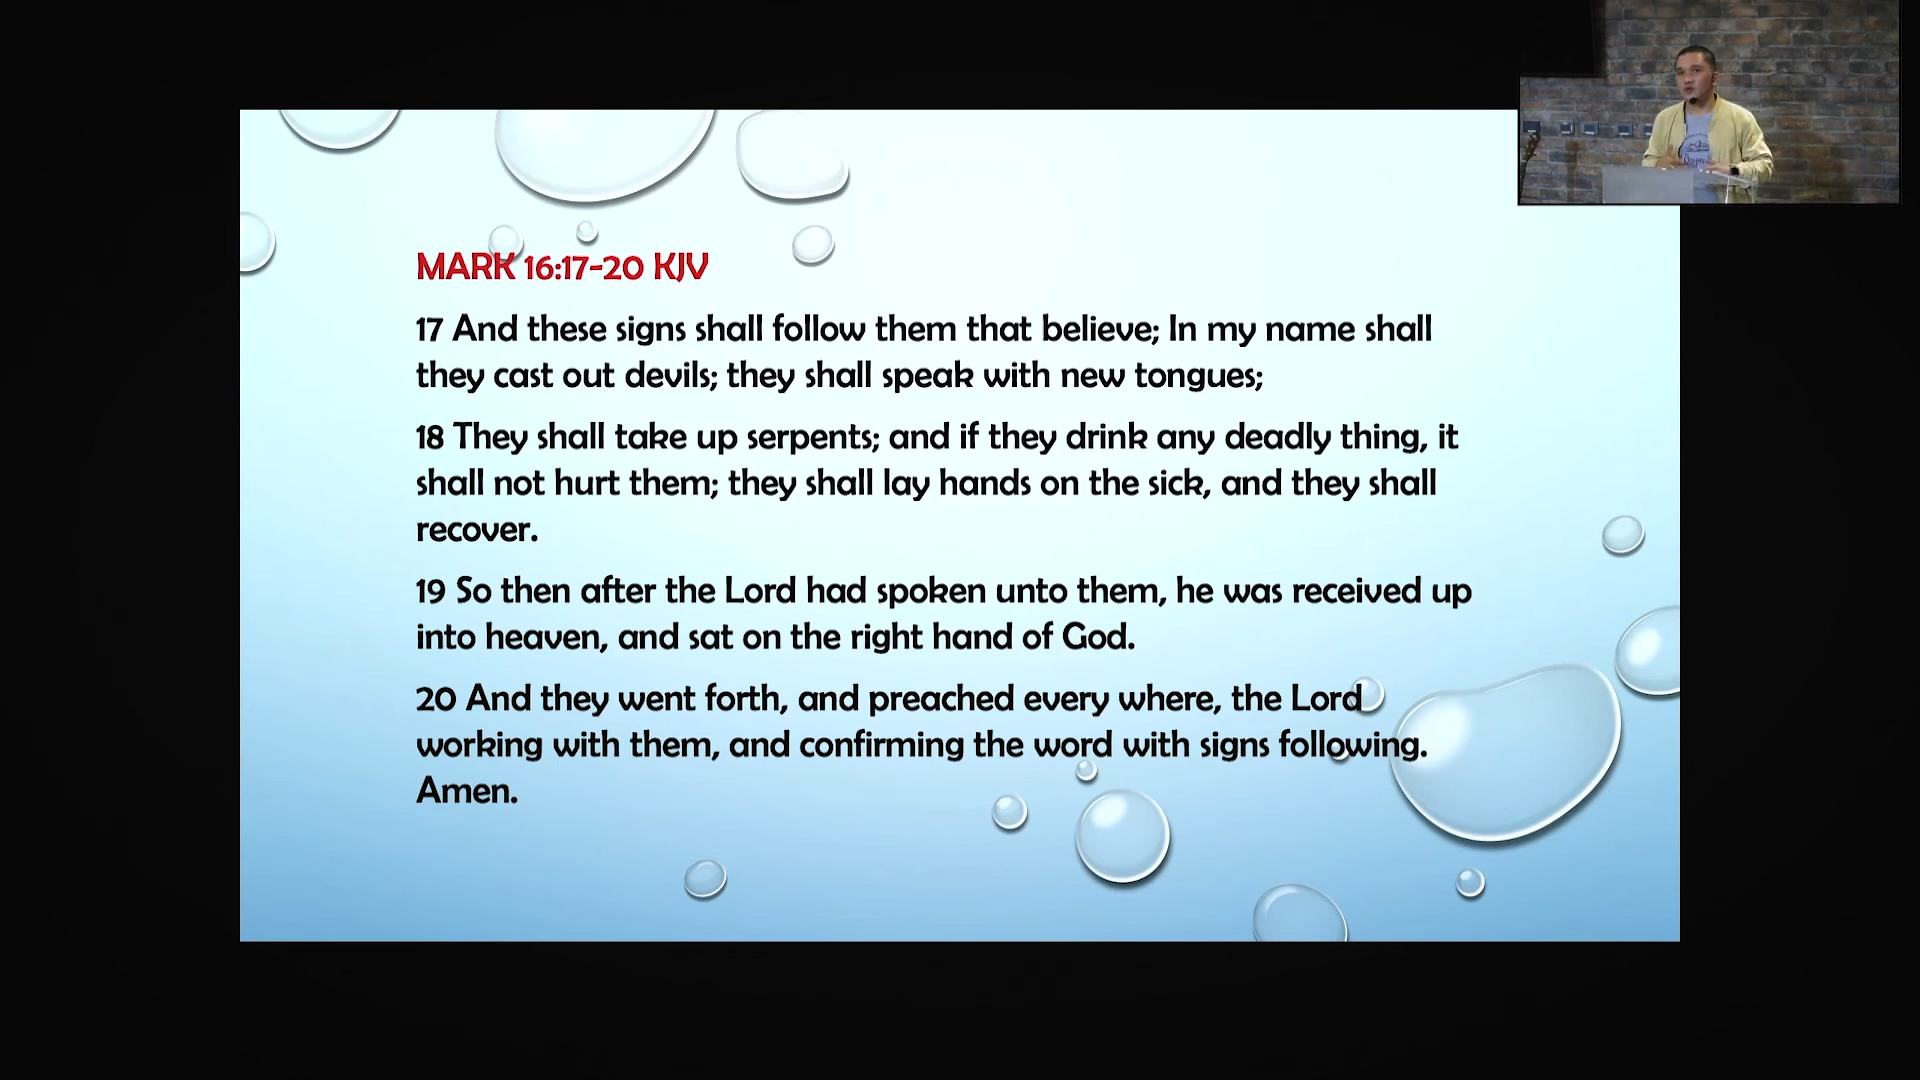 MARK 16:17-20 KJV
17 And these signs shall follow them that believe; In my name shall
they cast out devils; they shall speak with new tongues;
18 They shall take up serpents; and if they drink any deadly thing, it
shall not hurt them; they shall lay hands on the sick, and they shall
recover.
19 So then after the Lord had spoken unto them, he was received up
into heaven, and sat on the right hand of God.
20 And they went forth, and preached every where, the Lord
working with them, and confirming the word with signs following.
Amen.